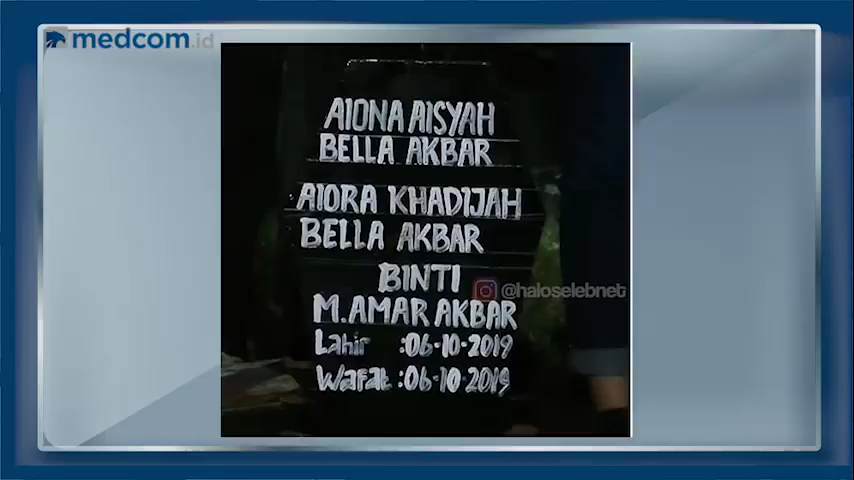 medcom.id
AIONA AISYAH
BELLA AKBAR
AIORA KHADIJAH
BELLA AKBAR
BINTI
@haloselebnet
M.AMAR AKBAR
Lahir :06-10-2019
Wafat :06-10-2019